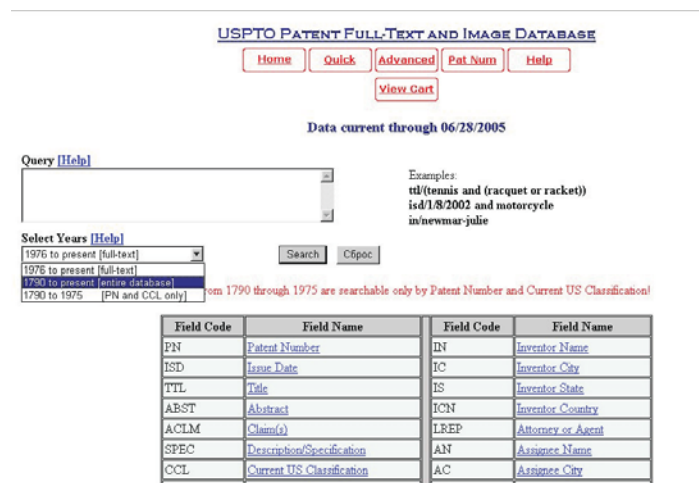 USPTO PATENT FULL-TEXT AND IMAGE DATABASE
Home Quick Advanced Pat Num Help
View Cart
Data current through 06/28/2005
Query [Help]
Examples:
ttl/(tennis and (racquet or racket))
isd/1/8/2002 and motorcycle
in/newmar-julie
Select Years [Help]
1976 to present [full-text] Search Сброс
1976 to present [full-text]
1790 to present [entire database]
1790 to 1975 [PN and CCL only]
from 1790 through 1975 are searchable only by Patent Number and Current US Classification!
Field Code Field Name Field Code Field Name
PN Patent Number IN Inventor Name
ISD Issue Date IC Inventor City
TTL Title IS Inventor State
ABST Abstract ICN Inventor Country
ACLM Claim(s) LREP Attorney or Agent
SPEC Description/Specification AN Assignee Name
CCL Current US Classification AC Assignee City